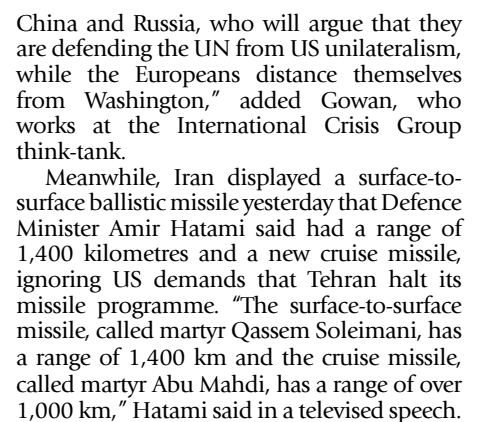 China and Russia, who will argue that they
are defending the UN from US unilateralism,
while the Europeans distance themselves
from Washington,” added Gowan, who
works at the International Crisis Group
think-tank.
Meanwhile, Iran displayed a surface-to-
surface ballistic missile yesterday that Defence
Minister Amir Hatami said had a range of
1,400 kilometres and a new cruise missile,
ignoring US demands that Tehran halt its
missile programme. “The surface-to-surface
missile, called martyr Qassem Soleimani, has
a range of 1,400 km and the cruise missile,
called martyr Abu Mahdi, has a range of over
1,000 km,” Hatami said in a televised speech.